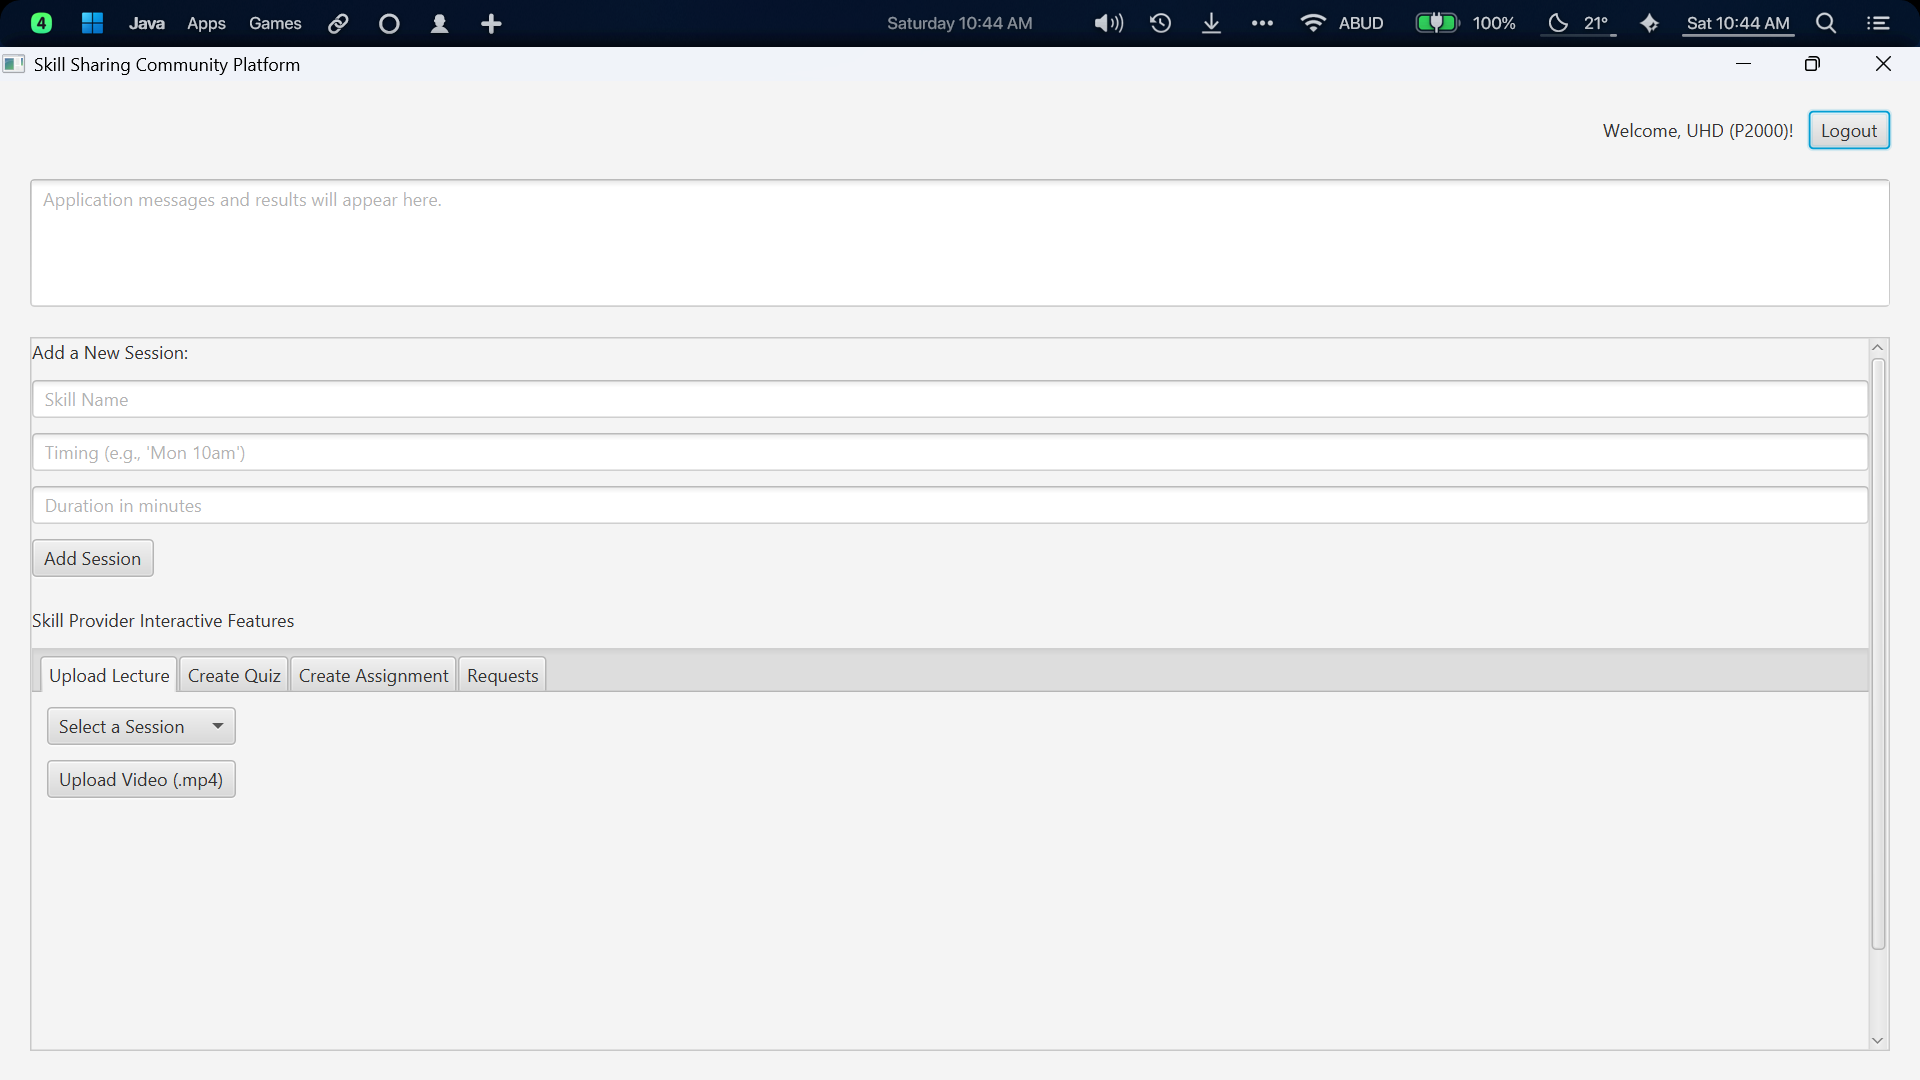 4 Java Apps Games Saturday 10:44 AM ABUD 100% 21° Sat 10:44 AM
Skill Sharing Community Platform
Welcome, UHD (P2000)! Logout
Application messages and results will appear here.
Add a New Session:
Skill Name
Timing (e.g., 'Mon 10am')
Duration in minutes
Add Session
Skill Provider Interactive Features
Upload Lecture Create Quiz Create Assignment Requests
Select a Session
Upload Video (.mp4)